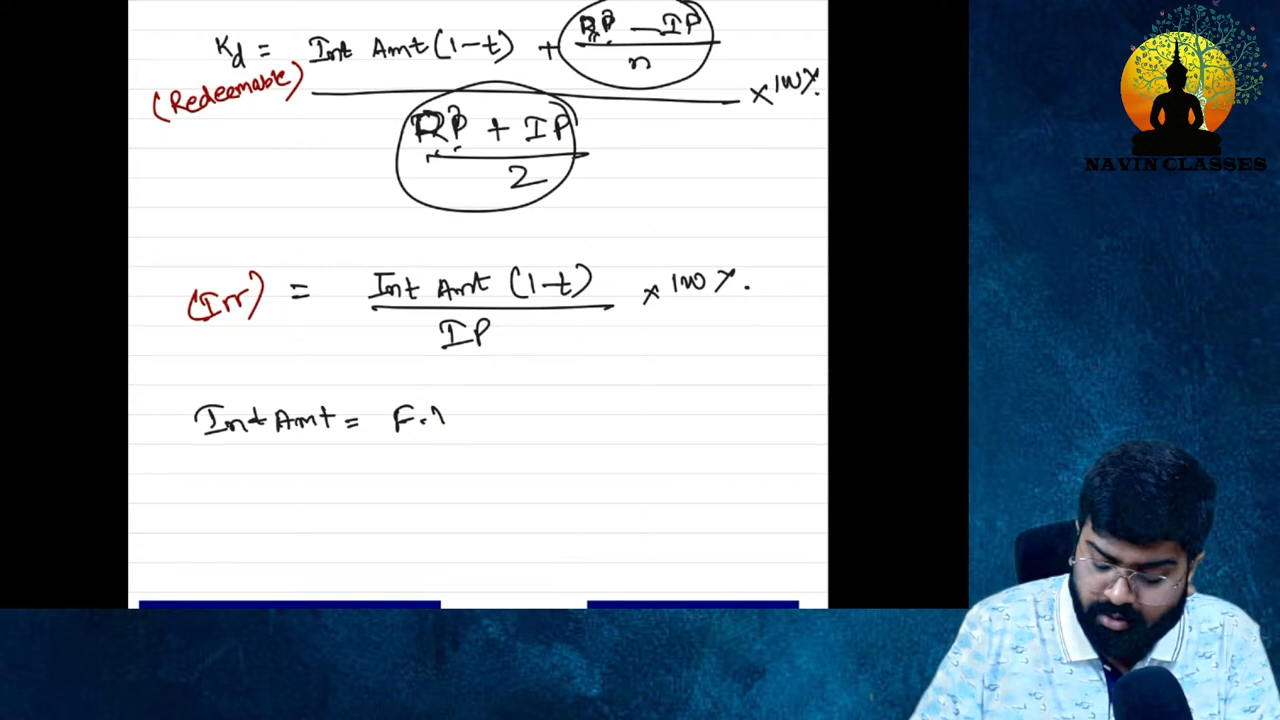 Kd = Int Amt (1-t) + RP - IP
n
(Redeemable)
x 100%.
RP + IP
2
(Irr) = Int Amt (1-t) x 100%.
IP
Int Amt = F.
NAVIN CLASSES